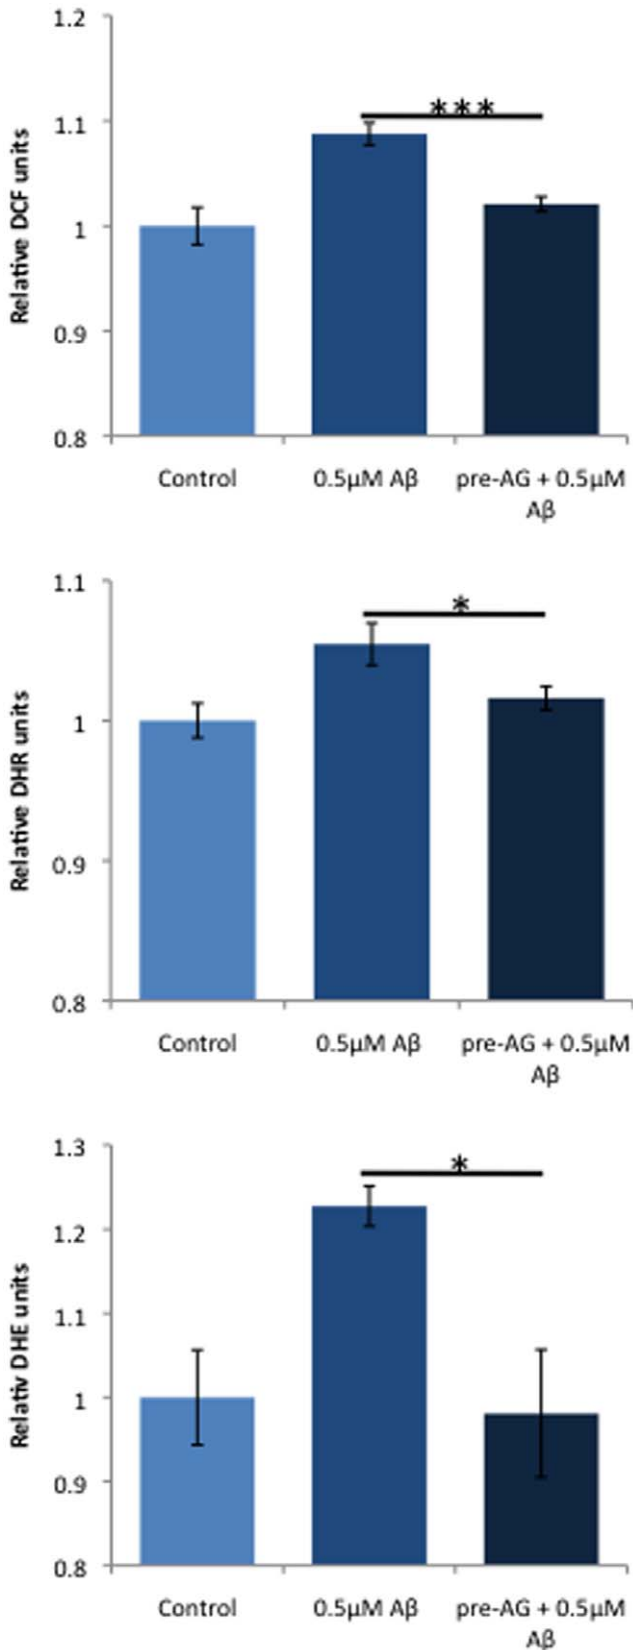 1.2
***
1.1
1
0.9
0.8
Relative DCF units
Control
0.5µM Aβ
pre-AG + 0.5µM
Aβ
1.1
*
1
0.9
0.8
Relative DHR units
Control
0.5µM Aβ
pre-AG + 0.5µM
Aβ
1.3
*
1.2
1.1
1
0.9
0.8
Relativ DHE units
Control
0.5µM Aβ
pre-AG + 0.5µM
Aβ